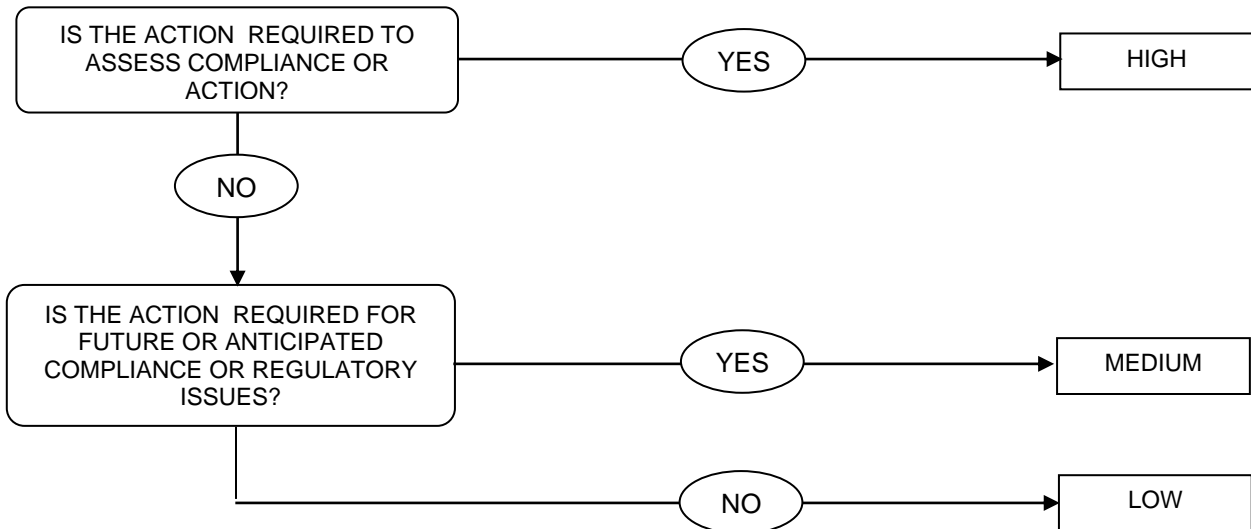 IS THE ACTION REQUIRED TO
ASSESS COMPLIANCE OR
ACTION?
YES
HIGH
NO
IS THE ACTION REQUIRED FOR
FUTURE OR ANTICIPATED
COMPLIANCE OR REGULATORY
ISSUES?
YES
MEDIUM
NO
LOW